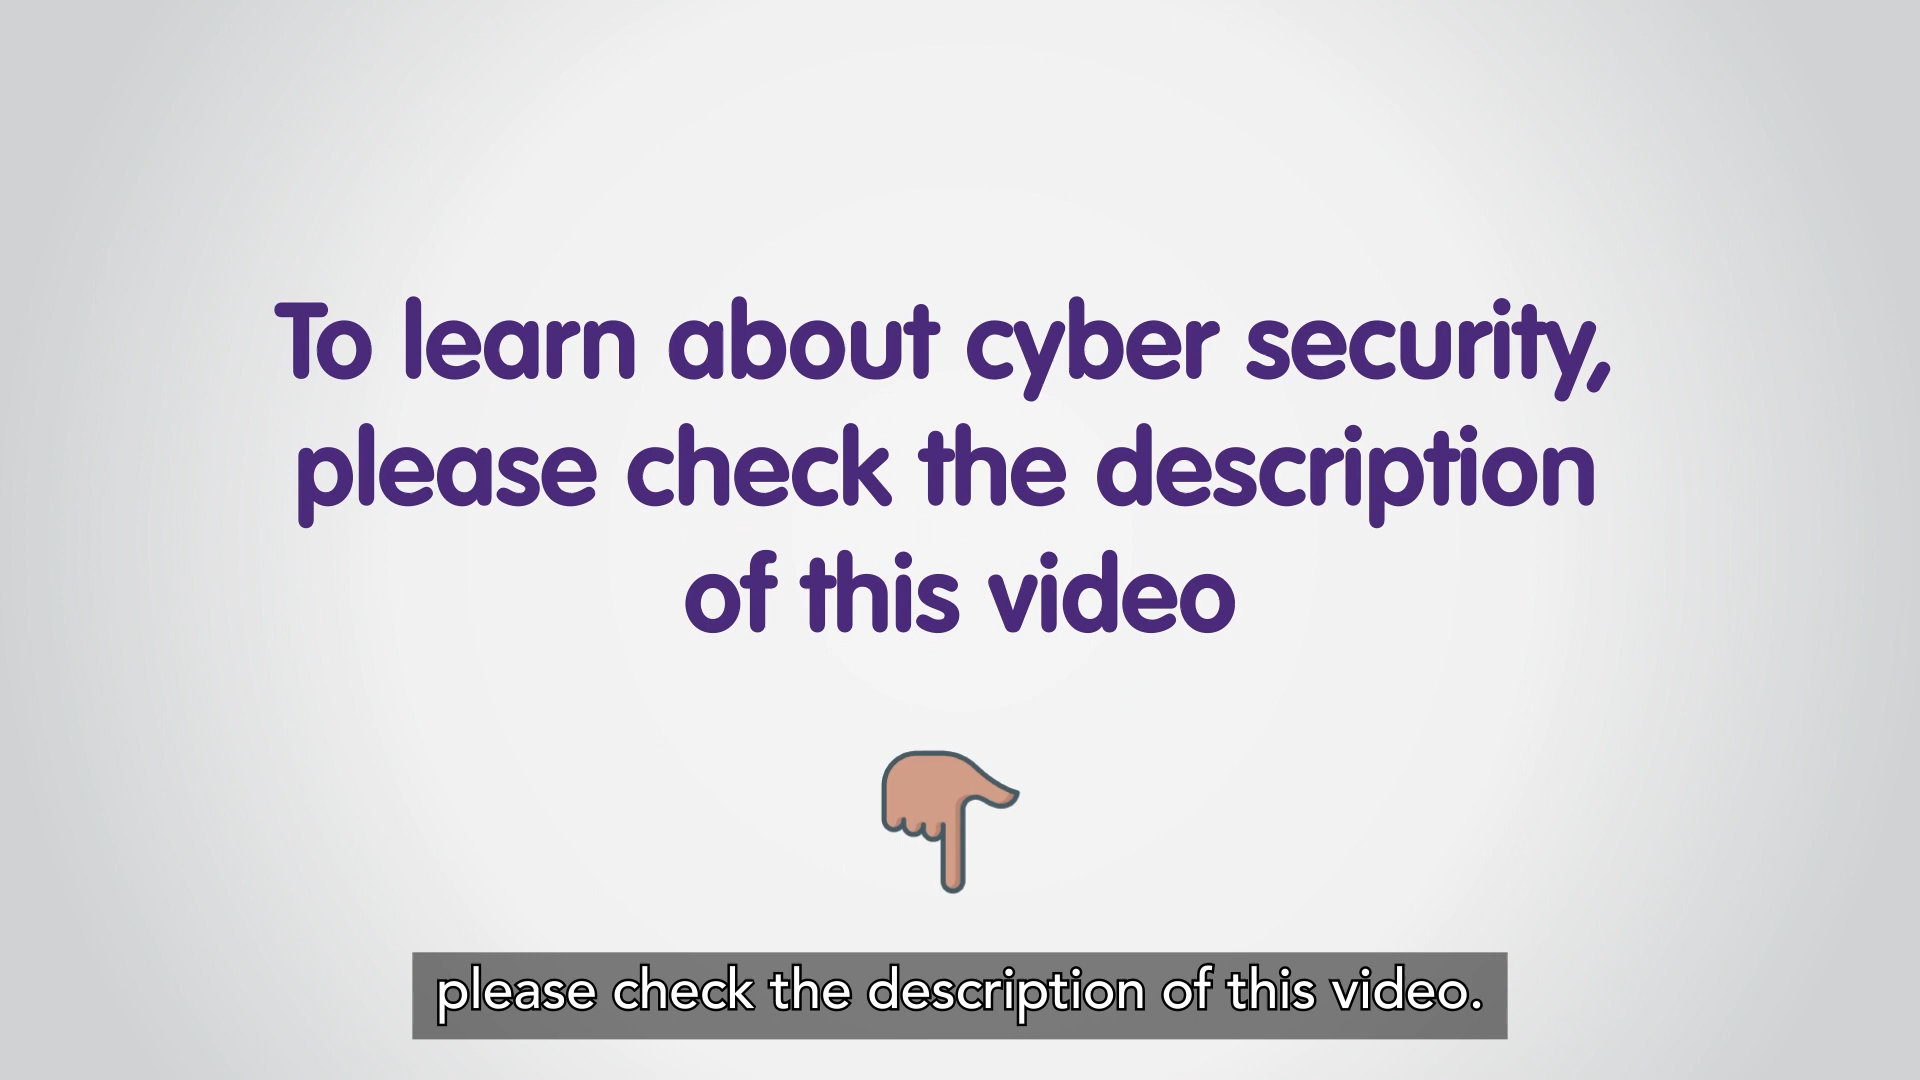 To learn about cyber security,
please check the description
of this video
please check the description of this video.